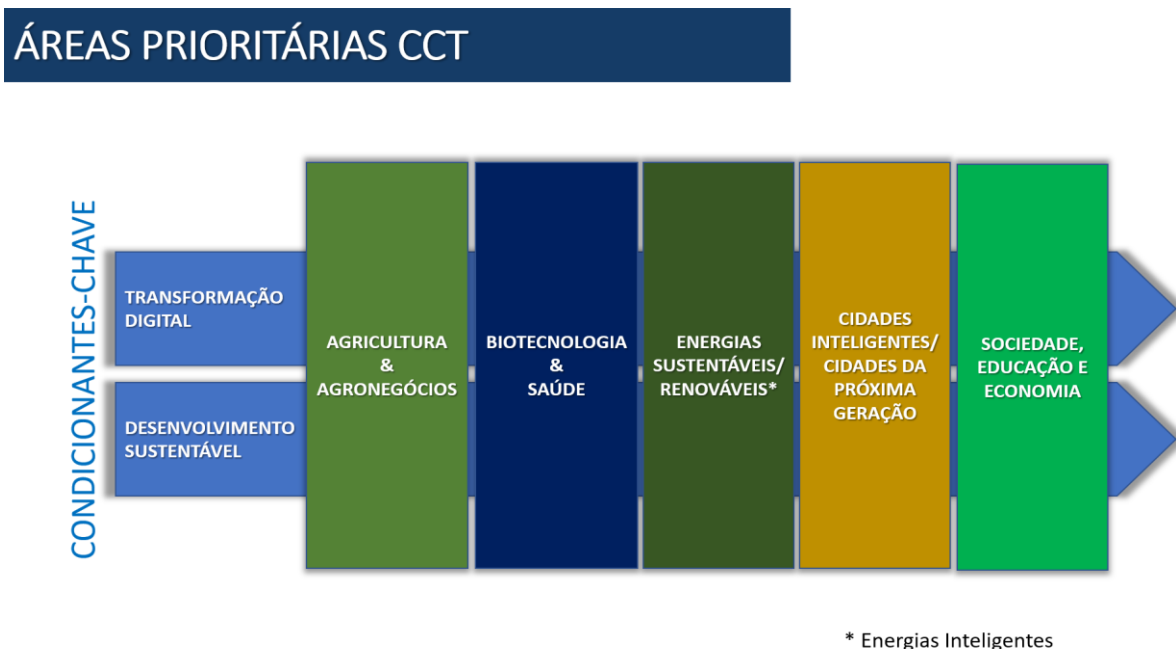 ÁREAS PRIORITÁRIAS CCT
CONDICIONANTES-CHAVE
TRANSFORMAÇÃO
DIGITAL
DESENVOLVIMENTO
SUSTENTÁVEL
AGRICULTURA
&
AGRONEGÓCIOS
BIOTECNOLOGIA
&
SAÚDE
ENERGIAS
SUSTENTÁVEIS/
RENOVÁVEIS*
CIDADES
INTELIGENTES/
CIDADES DA
PRÓXIMA
GERAÇÃO
SOCIEDADE,
EDUCAÇÃO E
ECONOMIA
* Energias Inteligentes